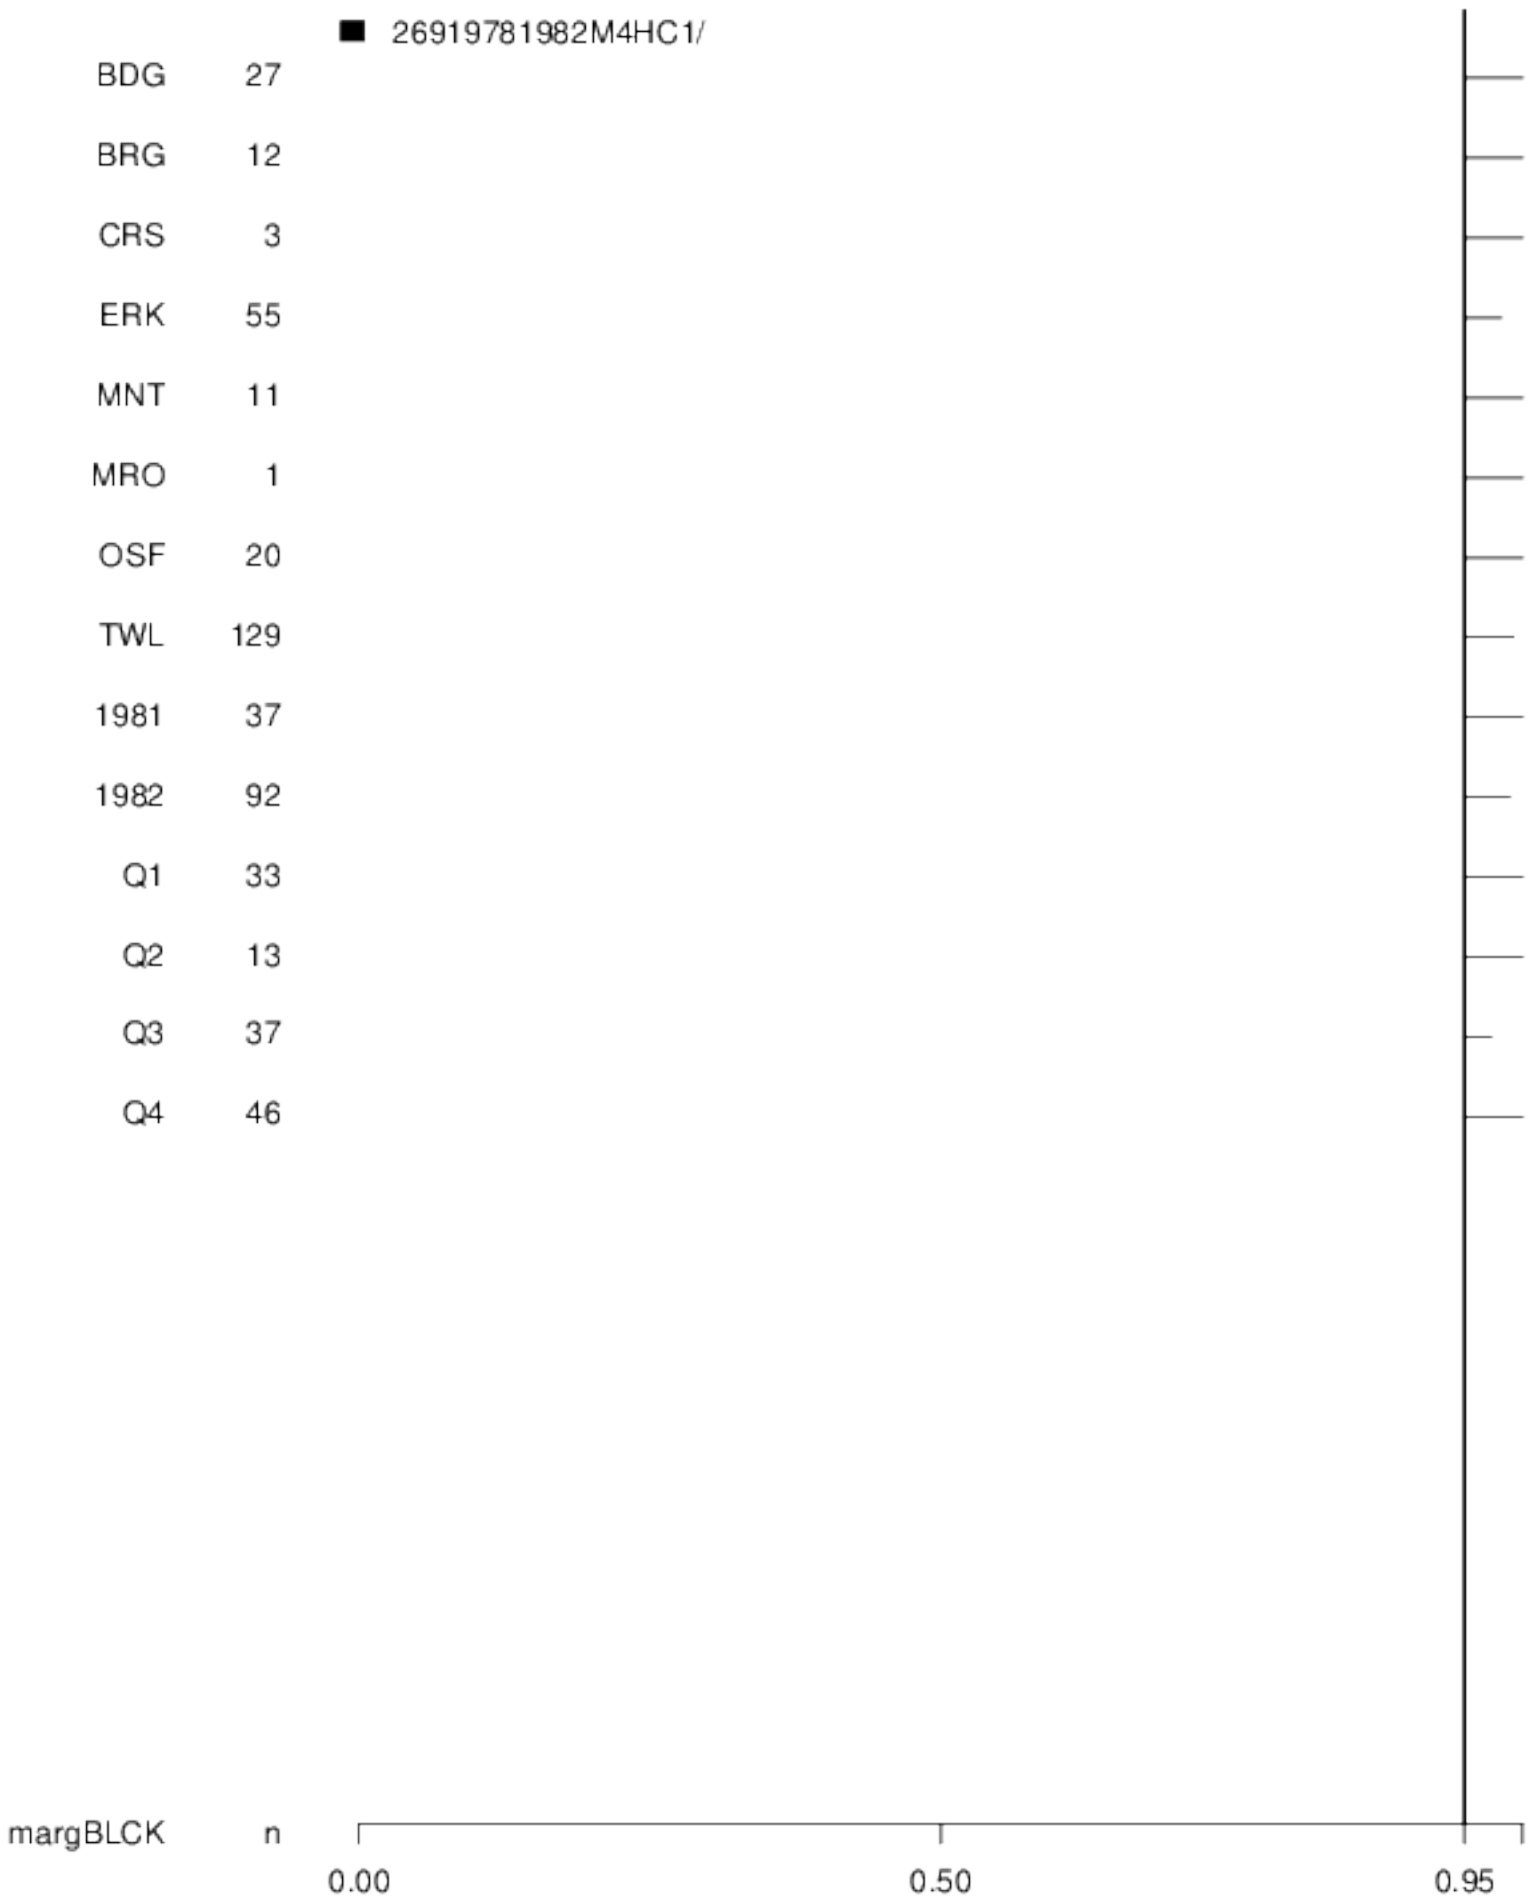 26919781982M4HC1/
BDG 27
BRG 12
CRS 3
ERK 55
MNT 11
MRO 1
OSF 20
TWL 129
1981 37
1982 92
Q1 33
Q2 13
Q3 37
Q4 46
margBLCK n
0.00 0.50 0.95